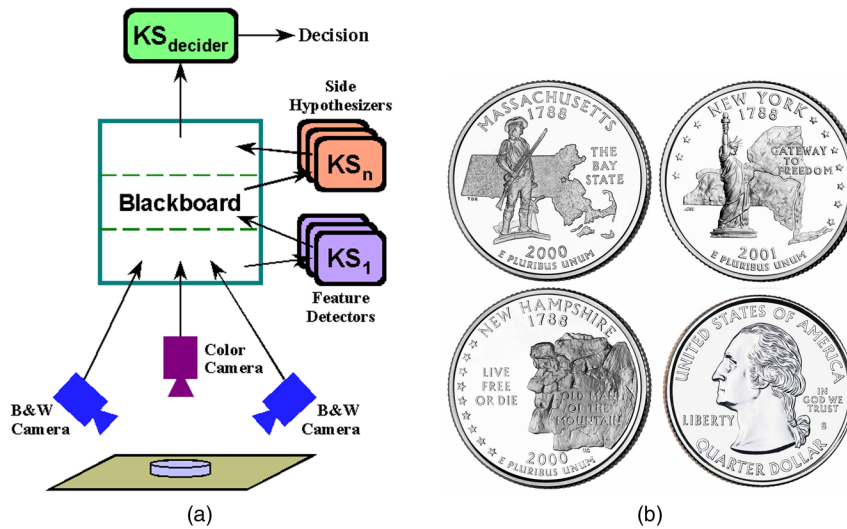 KSdecider
Decision
Side
Hypothesizers
KSn
Blackboard
KS1
Feature
Detectors
Color
Camera
B&W
Camera
B&W
Camera
(a)
MASSACHUSETTS
1788
THE
BAY
STATE
2000
E PLURIBUS UNUM
NEW YORK
1788
GATEWAY
TO
FREEDOM
2001
E PLURIBUS UNUM
NEW HAMPSHIRE
1788
LIVE
FREE
OR DIE
OLD MAN
OF THE
MOUNTAIN
2000
E PLURIBUS UNUM
UNITED STATES OF AMERICA
IN
GOD WE
TRUST
LIBERTY
S
QUARTER DOLLAR
(b)